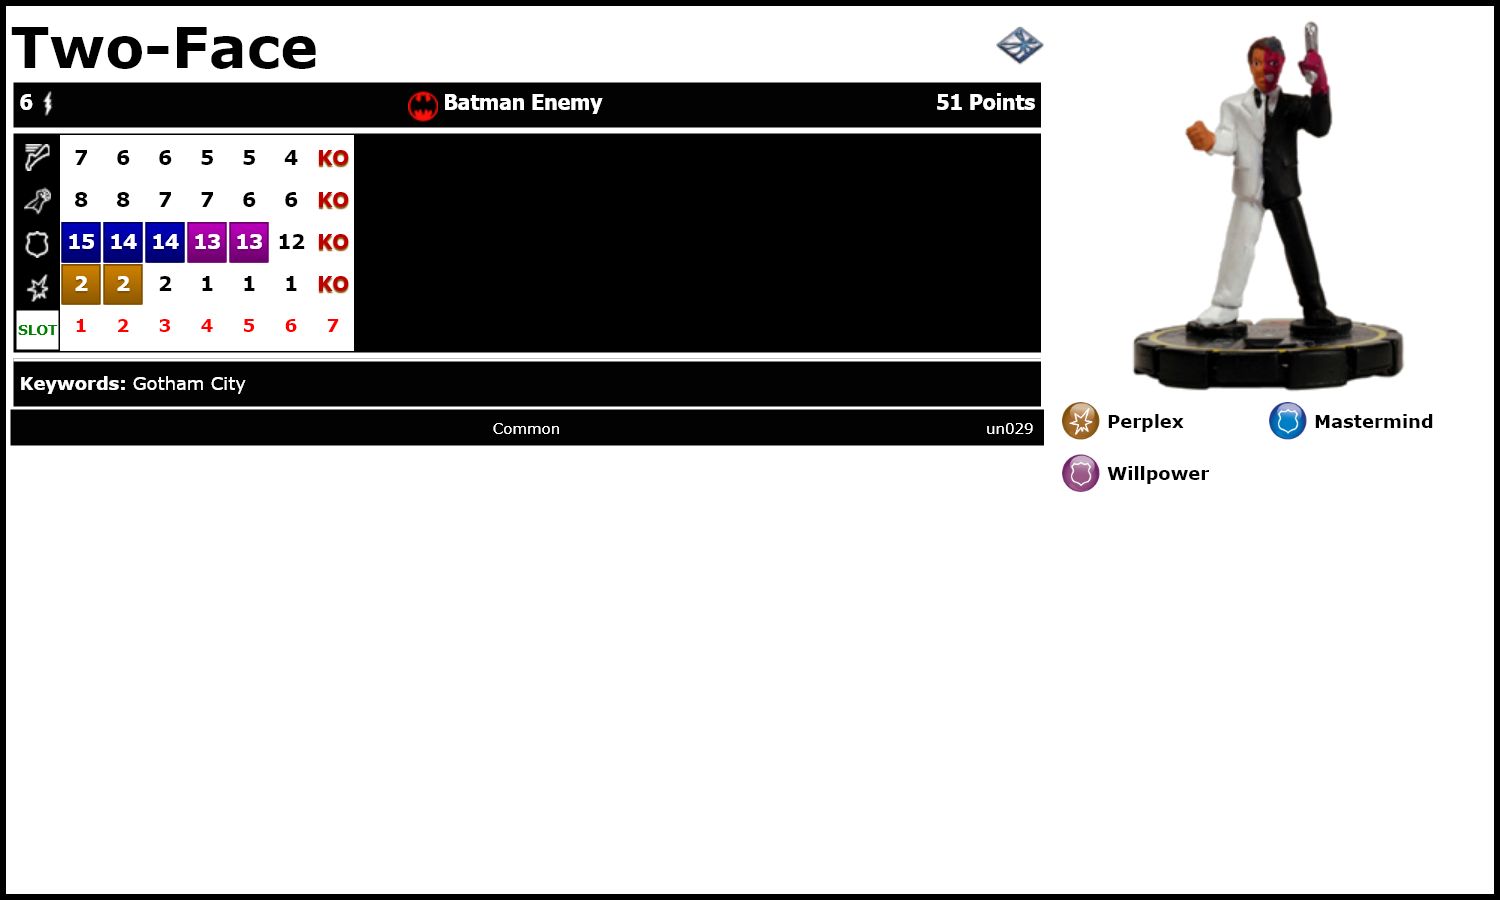 Two-Face
6 Batman Enemy 51 Points
7 6 6 5 5 4 KO
8 8 7 7 6 6 KO
15 14 14 13 13 12 KO
2 2 2 1 1 1 KO
SLOT 1 2 3 4 5 6 7
Keywords: Gotham City
Common un029
Perplex Mastermind
Willpower